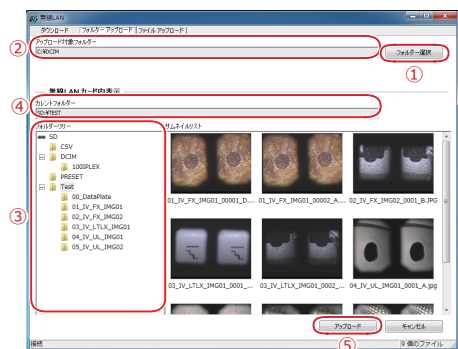 無線LAN
ダウンロード フォルダー アップロード ファイル アップロード
② アップロード対象フォルダー
C:¥DCIM
フォルダー選択
①
無線LAN カード内表示
④ カレントフォルダー
SD:¥TEST
フォルダーツリー
サムネイルリスト
③
SD
CSV
DCIM
100IPLEX
PRESET
Test
00_DataPlate
01_IV_FX_IMG01
02_IV_FX_IMG02
03_IV_LTLX_IMG01
04_IV_UL_IMG01
05_IV_UL_IMG02
01_IV_FX_IMG01_00001_D.... 01_IV_FX_IMG01_00002_A.... 02_IV_FX_IMG02_0001_B.JPG
03_IV_LTLX_IMG01_0001_... 03_IV_LTLX_IMG01_0002_... 04_IV_UL_IMG01_0001_A.jpg
アップロード キャンセル
⑤
接続
9 個のファイル